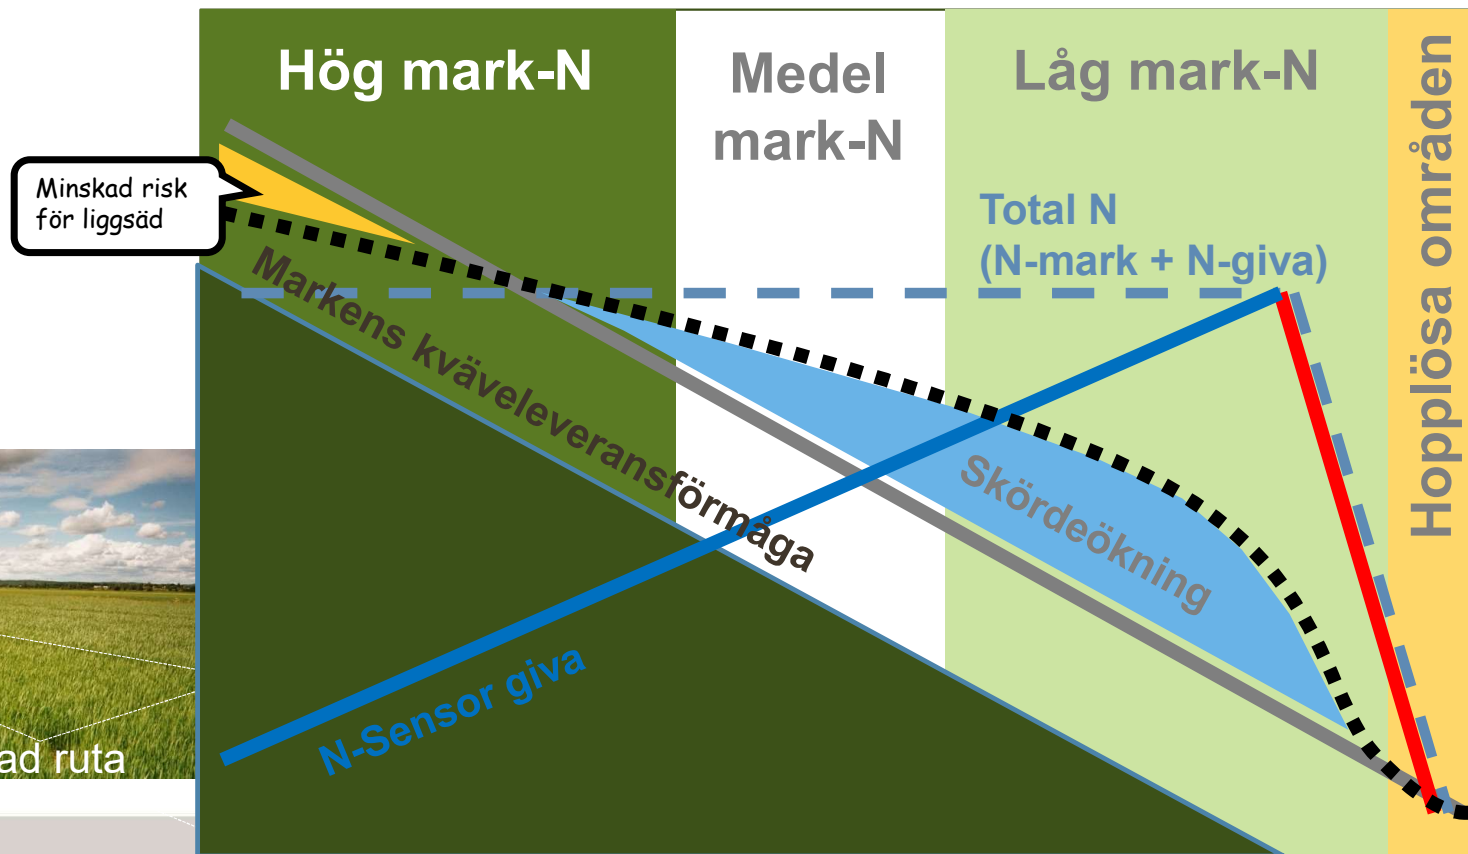 Hög mark-N
Medel
mark-N
Låg mark-N
Hopplösa områden
Minskad risk
för liggsäd
Total N
(N-mark + N-giva)
Markens kväveleveransförmåga
Skördeökning
N-Sensor giva
ruta